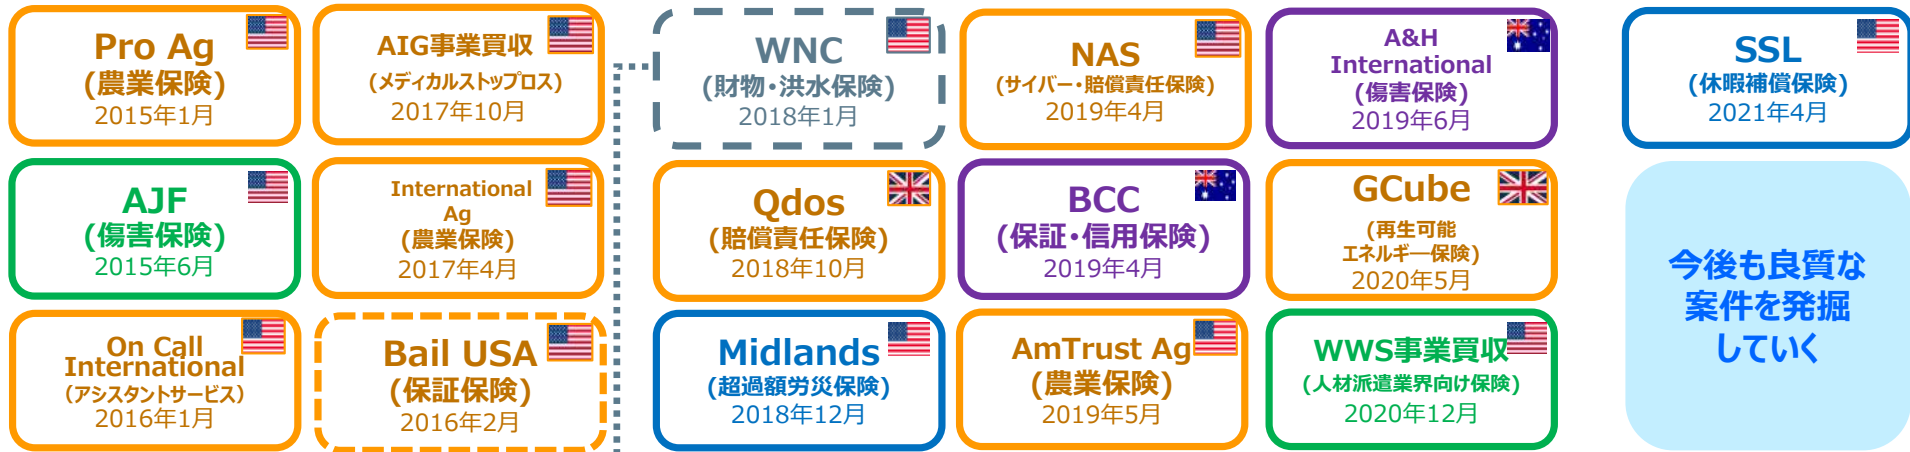 Pro Ag
(農業保険)
2015年1月
AIG事業買収
(メディカルストップロス)
2017年10月
WNC
(財物・洪水保険)
2018年1月
NAS
(サイバー・賠償責任保険)
2019年4月
A&H
International
(傷害保険)
2019年6月
SSL
(休暇補償保険)
2021年4月
AJF
(傷害保険)
2015年6月
International
Ag
(農業保険)
2017年4月
Qdos
(賠償責任保険)
2018年10月
BCC
(保証・信用保険)
2019年4月
GCube
(再生可能
エネルギー保険)
2020年5月
今後も良質な
案件を発掘
していく
On Call
International
(アシスタントサービス)
2016年1月
Bail USA
(保証保険)
2016年2月
Midlands
(超過額労災保険)
2018年12月
AmTrust Ag
(農業保険)
2019年5月
WWS事業買収
(人材派遣業界向け保険)
2020年12月